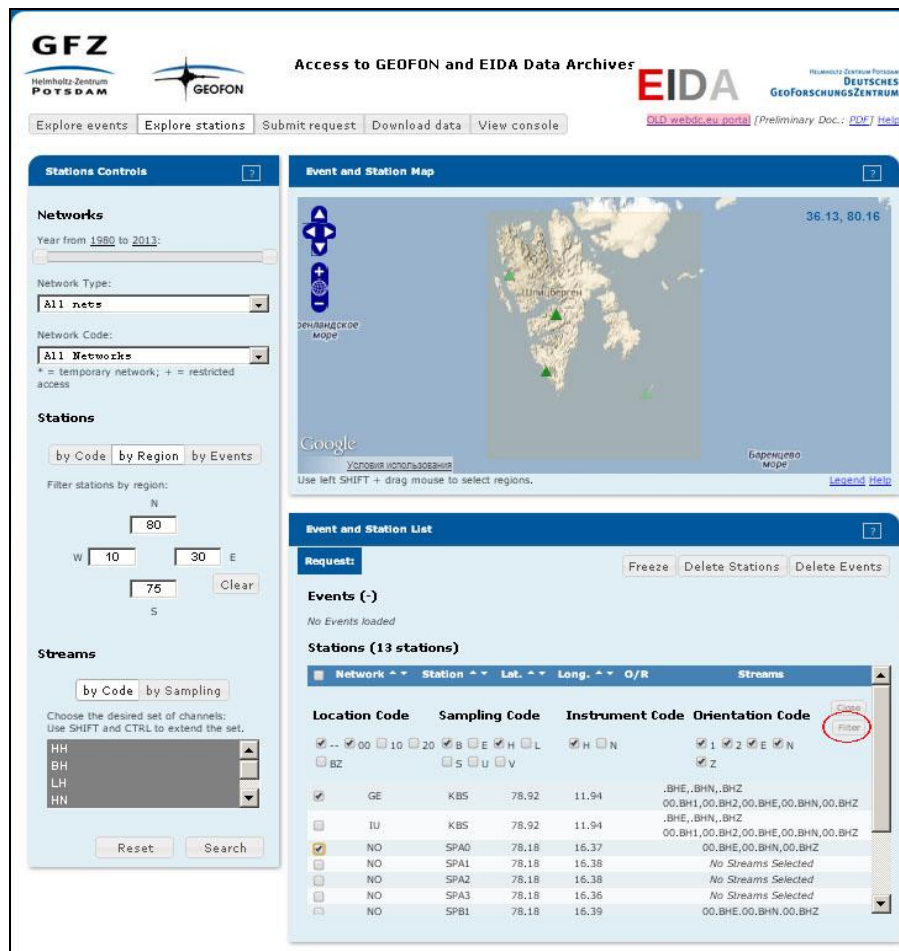 GFZ
Helmholtz-Zentrum
POTSDAM
GEOFON
Access to GEOFON and EIDA Data Archives
EIDA
Helmholtz Zentrum Potsdam
DEUTSCHES
GEOFORSCHUNGSZENTRUM
Explore events Explore stations Submit request Download data View console
OLD webdc.eu portal [Preliminary Doc.: PDF] Help
Stations Controls ?
Networks
Year from 1980 to 2013:
Network Type:
All nets
Network Code:
All Networks
* = temporary network; + = restricted
access
Stations
by Code by Region by Events
Filter stations by region:
N
80
W 10 30 E
75 Clear
S
Streams
by Code by Sampling
Choose the desired set of channels:
Use SHIFT and CTRL to extend the set.
HH
BH
LH
HN
Reset Search
Event and Station Map ?
36.13, 80.16
Шпицберген
ренландское
море
Google
Условия использования
Баренцево
море
Use left SHIFT + drag mouse to select regions. Legend Help
Event and Station List ?
Request:
Freeze Delete Stations Delete Events
Events (-)
No Events loaded
Stations (13 stations)
Network Station Lat. Long. O/R Streams
Close
Location Code Sampling Code Instrument Code Orientation Code
Filter
-- 00 10 20 B E H L H N 1 2 E N
BZ S U V Z
GE KBS 78.92 11.94 .BHE,.BHN,.BHZ
00.BH1,00.BH2,00.BHE,00.BHN,00.BHZ
IU KBS 78.92 11.94 .BHE,.BHN,.BHZ
00.BH1,00.BH2,00.BHE,00.BHN,00.BHZ
NO SPA0 78.18 16.37 00.BHE,00.BHN,00.BHZ
NO SPA1 78.18 16.38 No Streams Selected
NO SPA2 78.18 16.38 No Streams Selected
NO SPA3 78.18 16.36 No Streams Selected
NO SPB1 78.18 16.39 00.BHE,00.BHN,00.BHZ